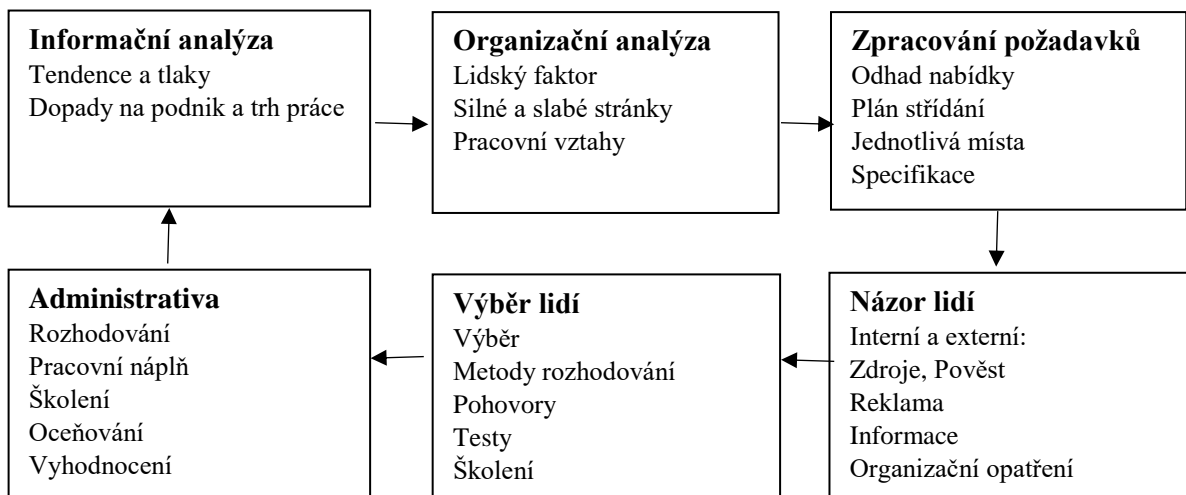 Informační analýza
Tendence a tlaky
Dopady na podnik a trh práce
Organizační analýza
Lidský faktor
Silné a slabé stránky
Pracovní vztahy
Zpracování požadavků
Odhad nabídky
Plán střídání
Jednotlivá místa
Specifikace
Administrativa
Rozhodování
Pracovní náplň
Školení
Oceňování
Vyhodnocení
Výběr lidí
Výběr
Metody rozhodování
Pohovory
Testy
Školení
Názor lidí
Interní a externí:
Zdroje, Pověst
Reklama
Informace
Organizační opatření